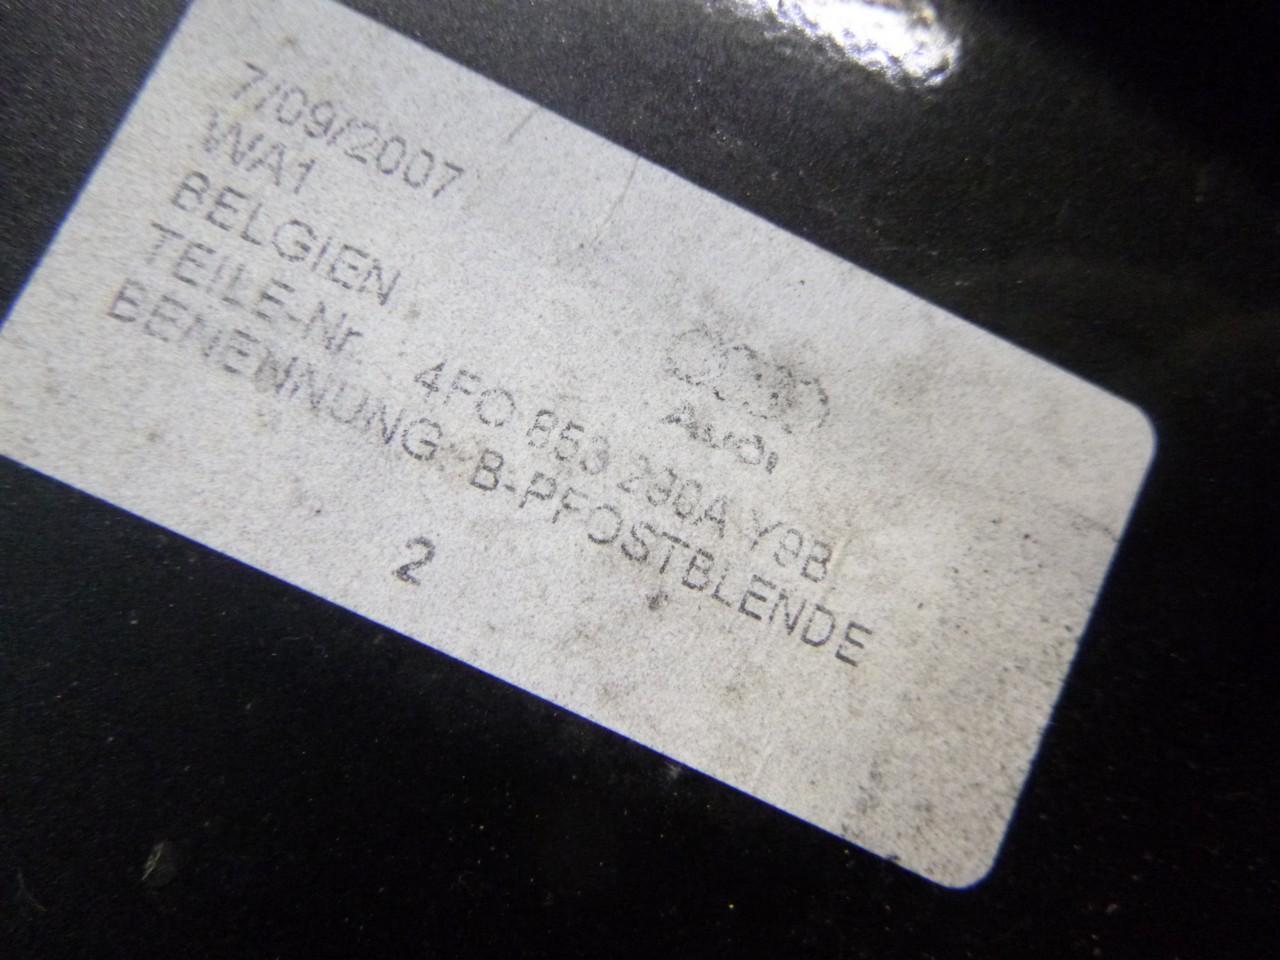 7/09/2007
WA1
BELGIEN
Audi
TEILE-Nr. 4F0 853 290A Y9B
BENENNUNG: B-PFOSTBLENDE
2